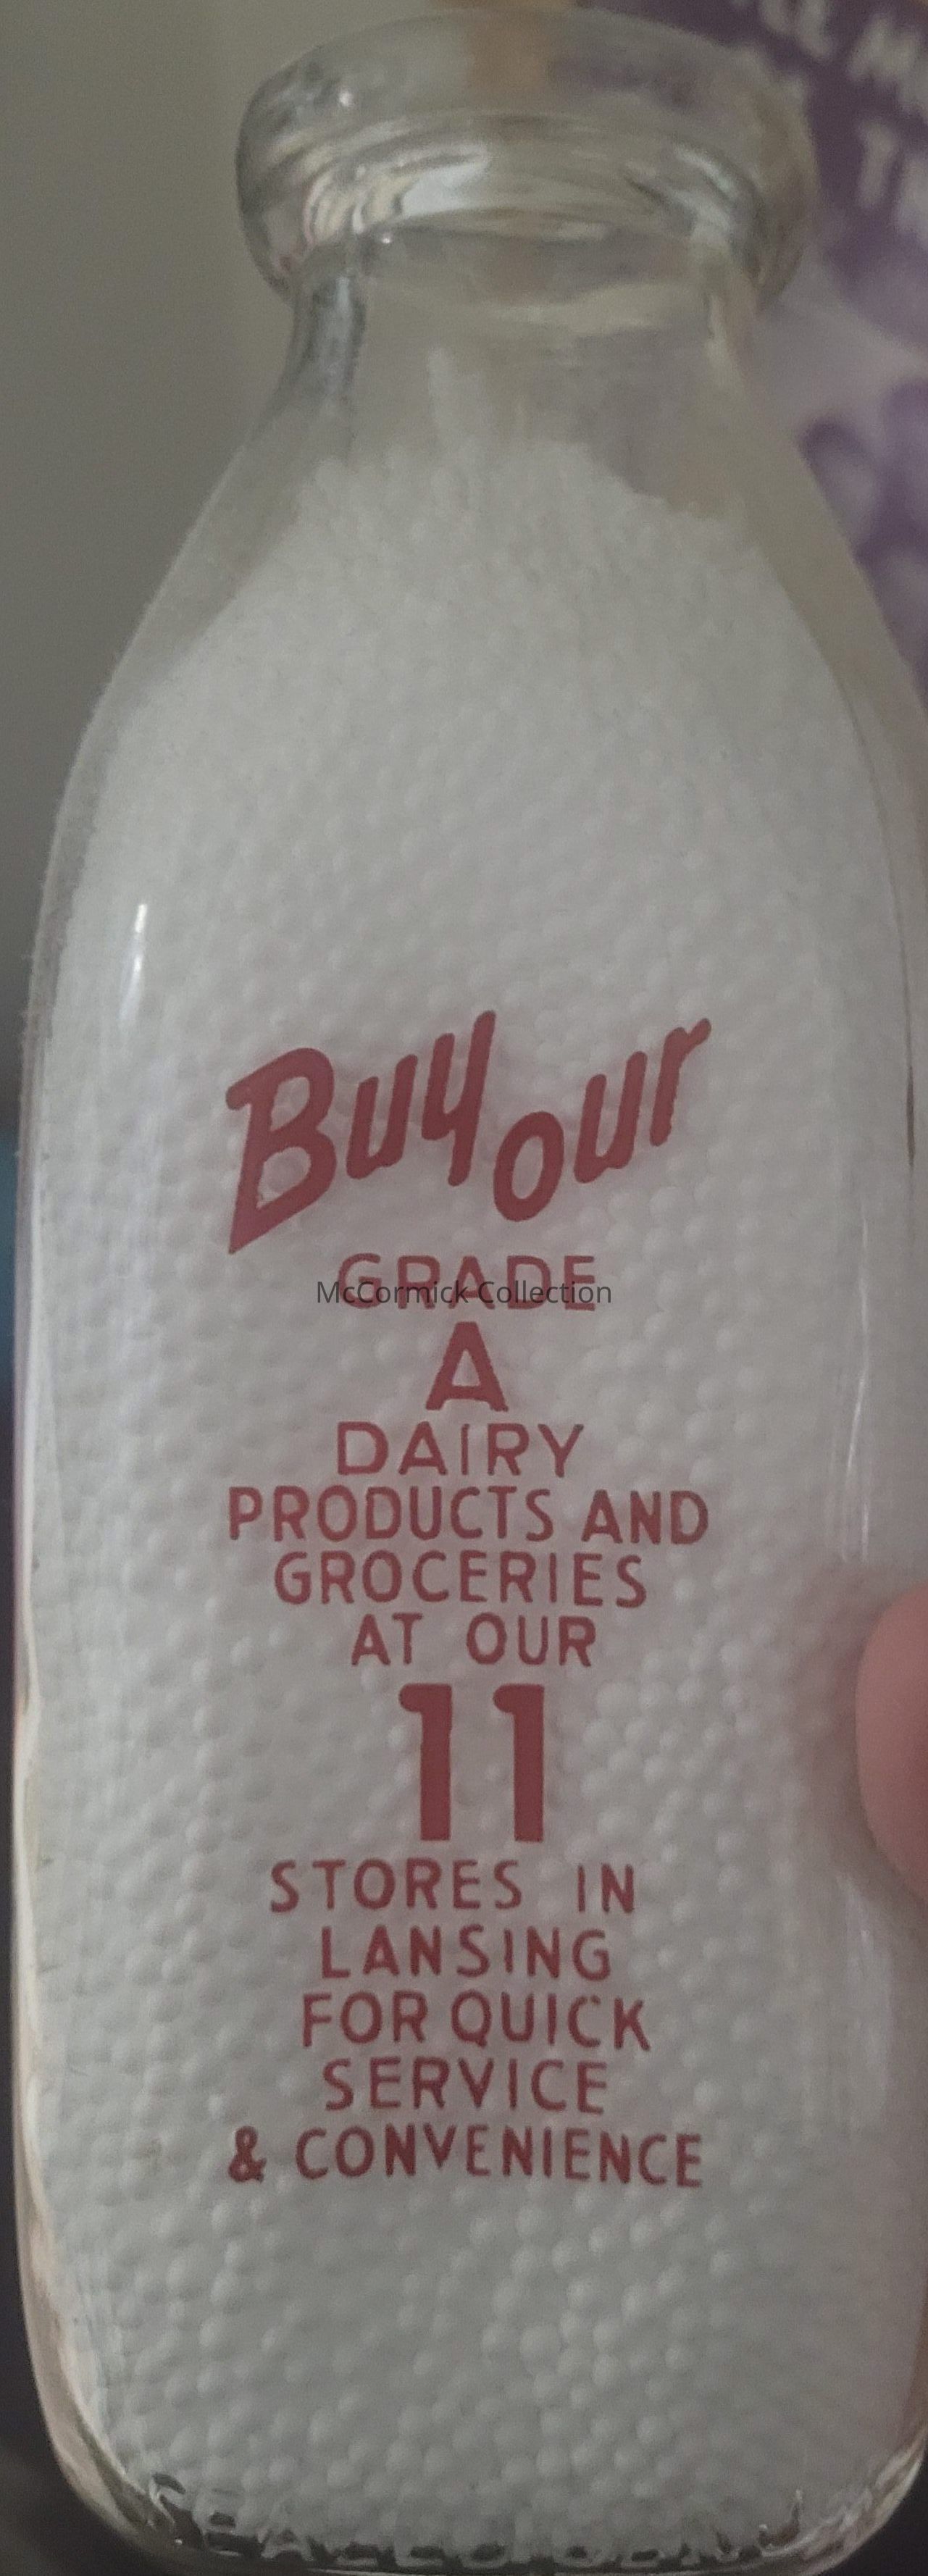 Buy our
GRADE
McCormick Collection
A
DAIRY
PRODUCTS AND
GROCERIES
AT OUR
11
STORES IN
LANSING
FOR QUICK
SERVICE
& CONVENIENCE